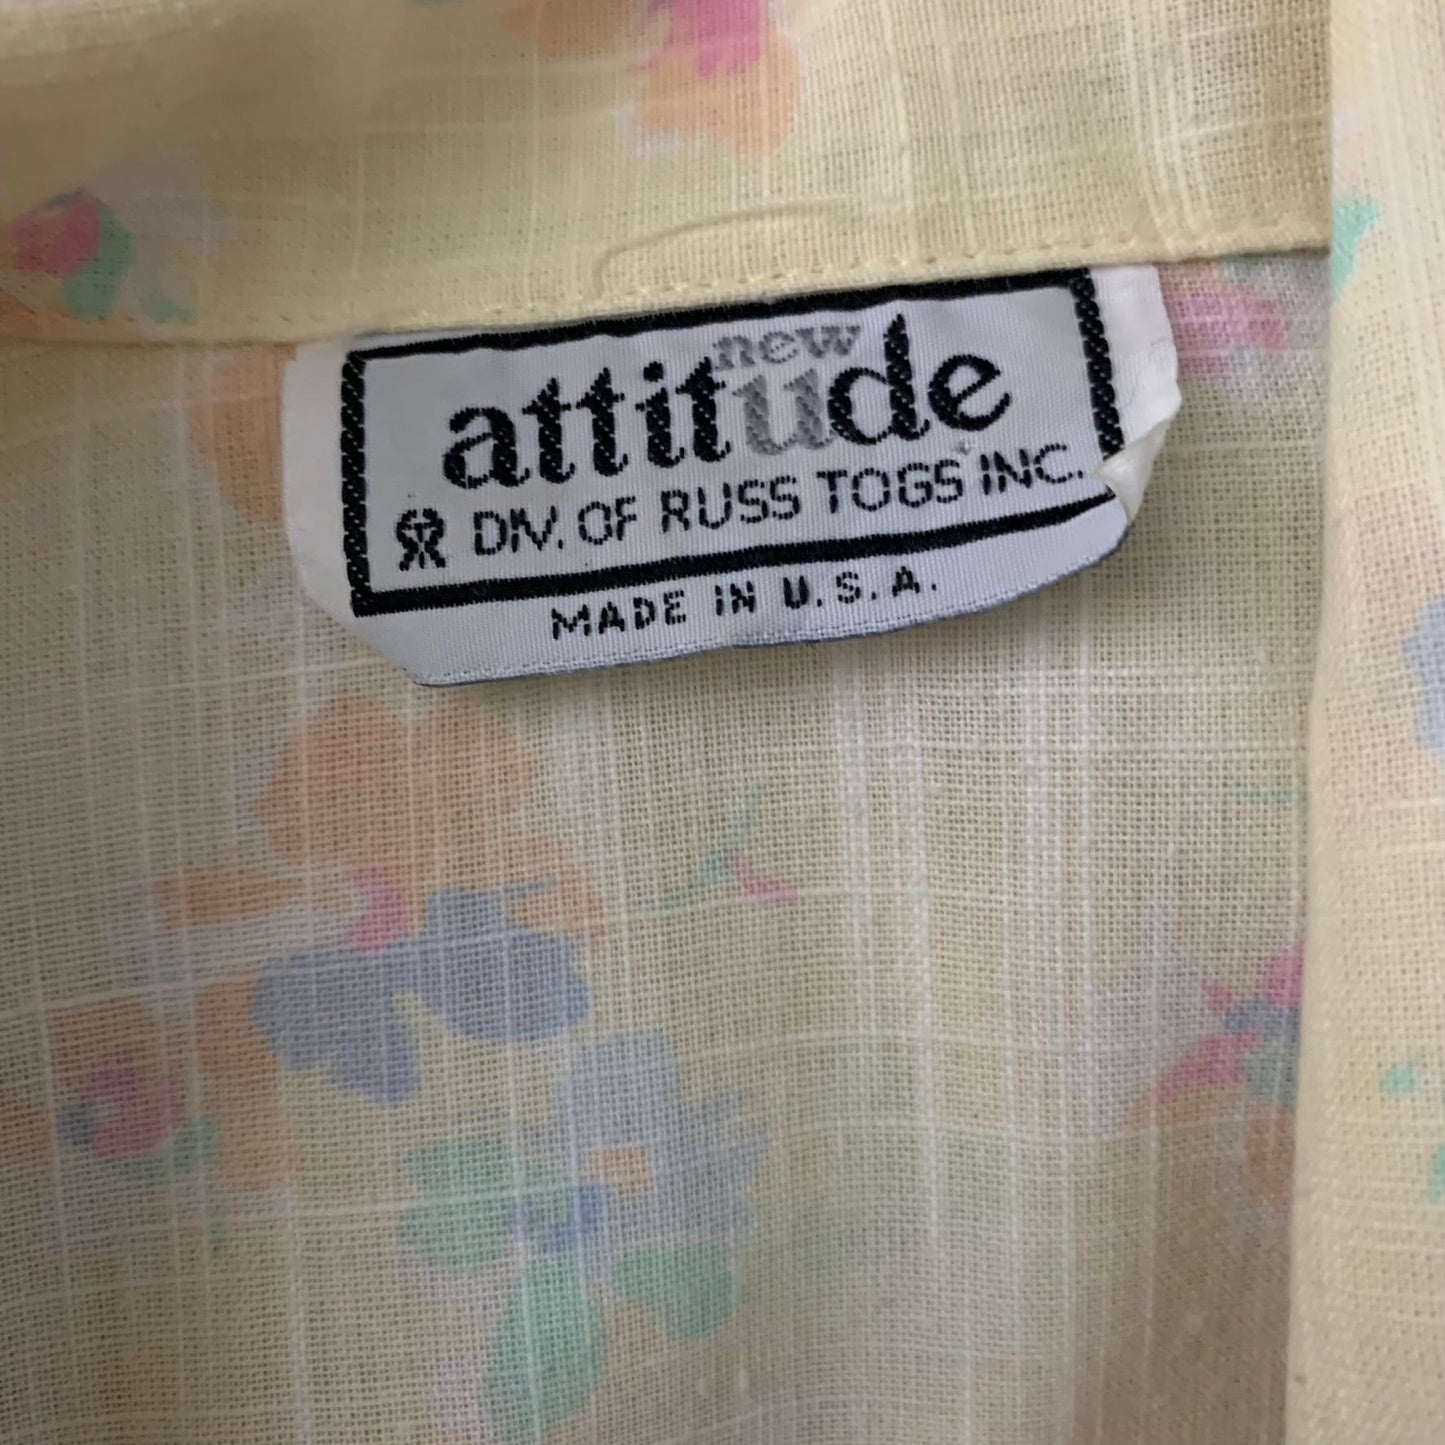 new
attitude
DIV. OF RUSS TOGS INC.
MADE IN U.S.A.